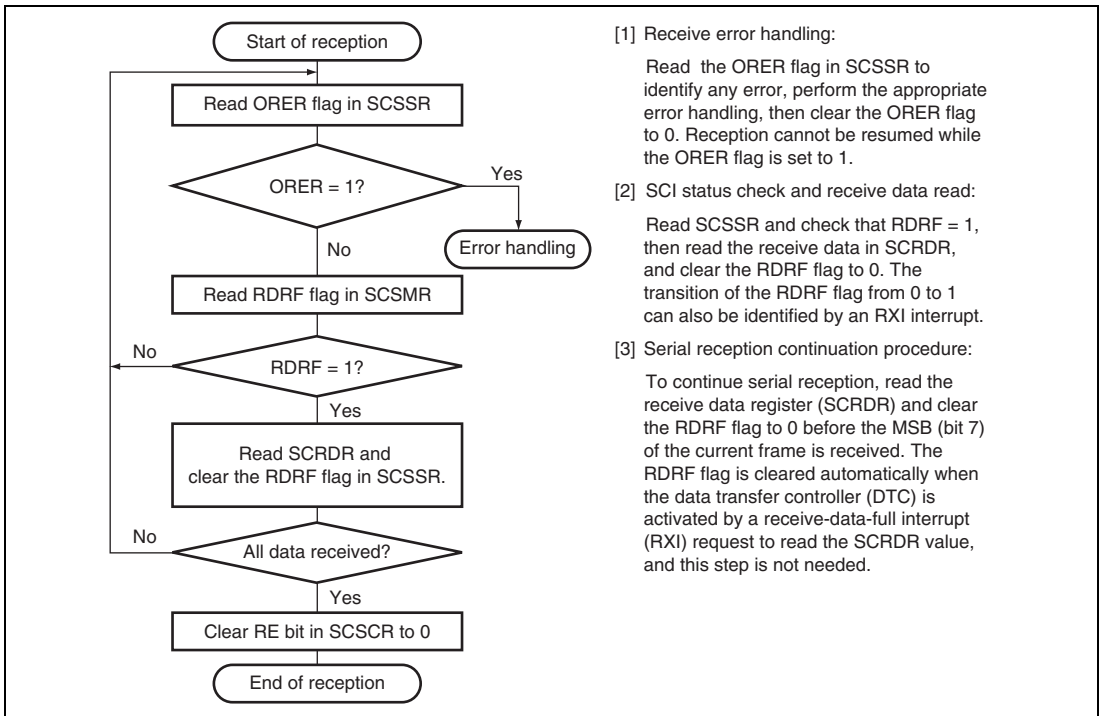 Start of reception
Read ORER flag in SCSSR
ORER = 1?
Yes
Error handling
No
Read RDRF flag in SCSMR
No
RDRF = 1?
Yes
Read SCRDR and
clear the RDRF flag in SCSSR.
No
All data received?
Yes
Clear RE bit in SCSCR to 0
End of reception
[1] Receive error handling:
Read the ORER flag in SCSSR to
identify any error, perform the appropriate
error handling, then clear the ORER flag
to 0. Reception cannot be resumed while
the ORER flag is set to 1.
[2] SCI status check and receive data read:
Read SCSSR and check that RDRF = 1,
then read the receive data in SCRDR,
and clear the RDRF flag to 0. The
transition of the RDRF flag from 0 to 1
can also be identified by an RXI interrupt.
[3] Serial reception continuation procedure:
To continue serial reception, read the
receive data register (SCRDR) and clear
the RDRF flag to 0 before the MSB (bit 7)
of the current frame is received. The
RDRF flag is cleared automatically when
the data transfer controller (DTC) is
activated by a receive-data-full interrupt
(RXI) request to read the SCRDR value,
and this step is not needed.